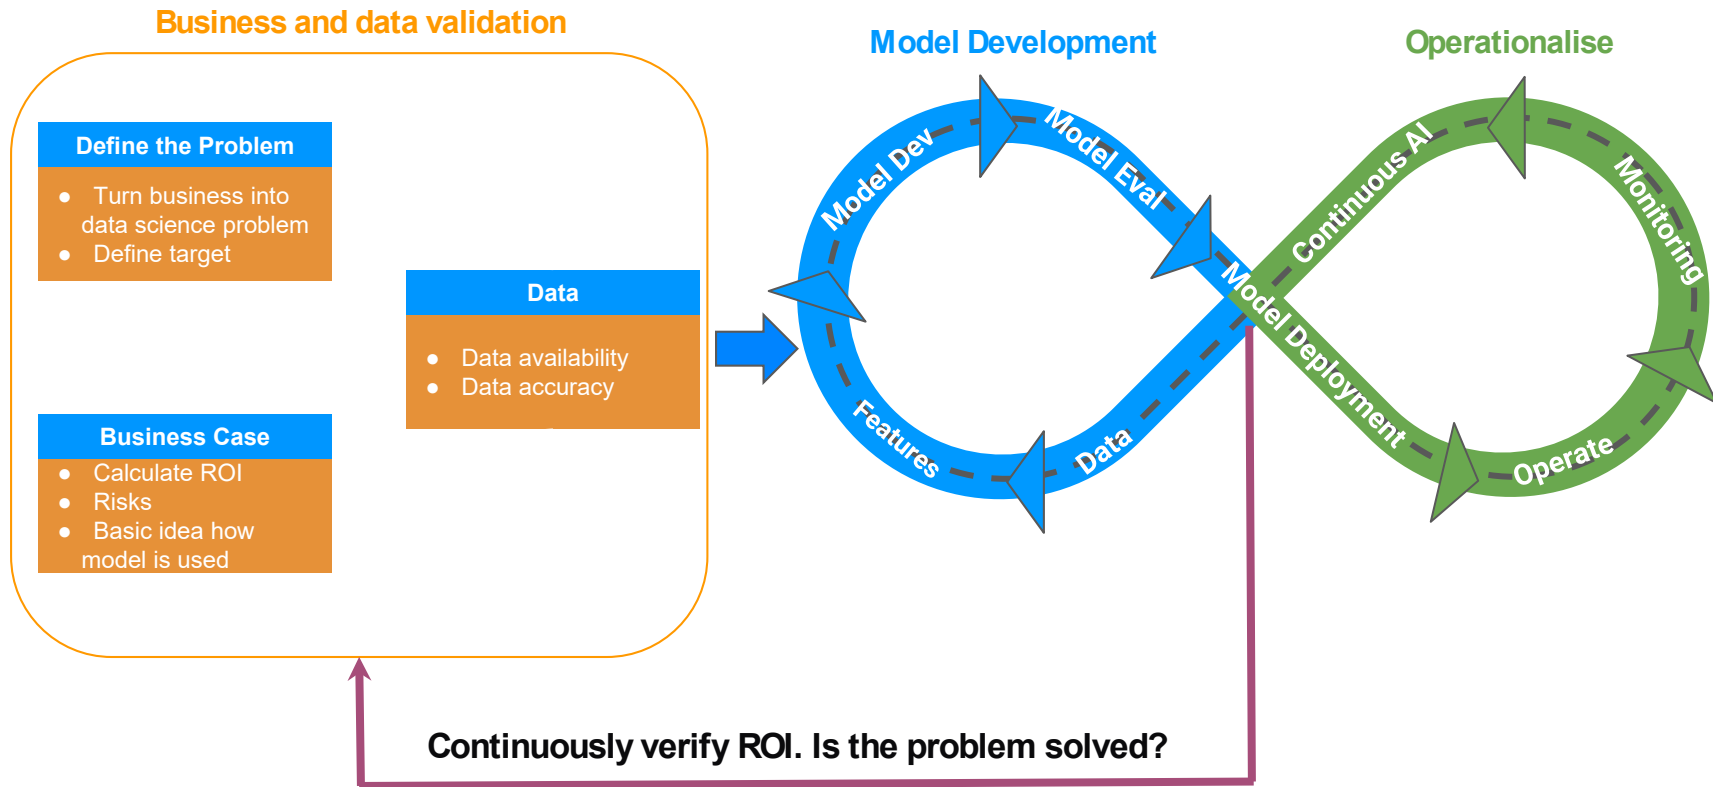 Business and data validation
Define the Problem
● Turn business into
data science problem
● Define target
Data
● Data availability
● Data accuracy
Business Case
● Calculate ROI
● Risks
● Basic idea how
model is used
Model Development
Model Dev
Model Eval
Features
Data
Operationalise
Continuous AI
Monitoring
Model Deployment
Operate
Continuously verify ROI. Is the problem solved?